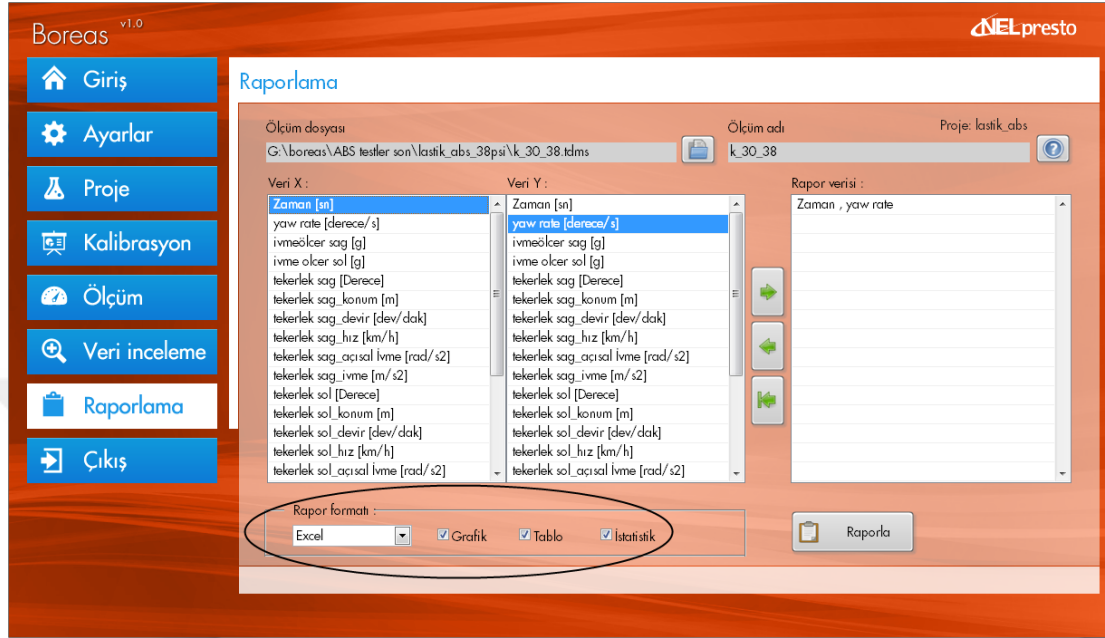 Boreas v1.0
NEL presto
Giriş
Ayarlar
Proje
Kalibrasyon
Ölçüm
Veri inceleme
Raporlama
Çıkış
Raporlama
Ölçüm dosyası
G:\boreas\ABS testler son\lastik_abs_38psi\k_30_38.tdms
Ölçüm adı
Proje: lastik_abs
k_30_38
Veri X :
Zaman [sn]
yaw rate [derece/s]
ivmeölcer sag [g]
ivme olcer sol [g]
tekerlek sag [Derece]
tekerlek sag_konum [m]
tekerlek sag_devir [dev/dak]
tekerlek sag_hız [km/h]
tekerlek sag_açısal İvme [rad/s2]
tekerlek sag_ivme [m/s2]
tekerlek sol [Derece]
tekerlek sol_konum [m]
tekerlek sol_devir [dev/dak]
tekerlek sol_hız [km/h]
tekerlek sol_açısal İvme [rad/s2]
Veri Y :
Zaman [sn]
yaw rate [derece/s]
ivmeölcer sag [g]
ivme olcer sol [g]
tekerlek sag [Derece]
tekerlek sag_konum [m]
tekerlek sag_devir [dev/dak]
tekerlek sag_hız [km/h]
tekerlek sag_açısal İvme [rad/s2]
tekerlek sag_ivme [m/s2]
tekerlek sol [Derece]
tekerlek sol_konum [m]
tekerlek sol_devir [dev/dak]
tekerlek sol_hız [km/h]
tekerlek sol_açısal İvme [rad/s2]
Rapor verisi :
Zaman , yaw rate
Rapor formatı :
Excel
Grafik
Tablo
İstatistik
Raporla